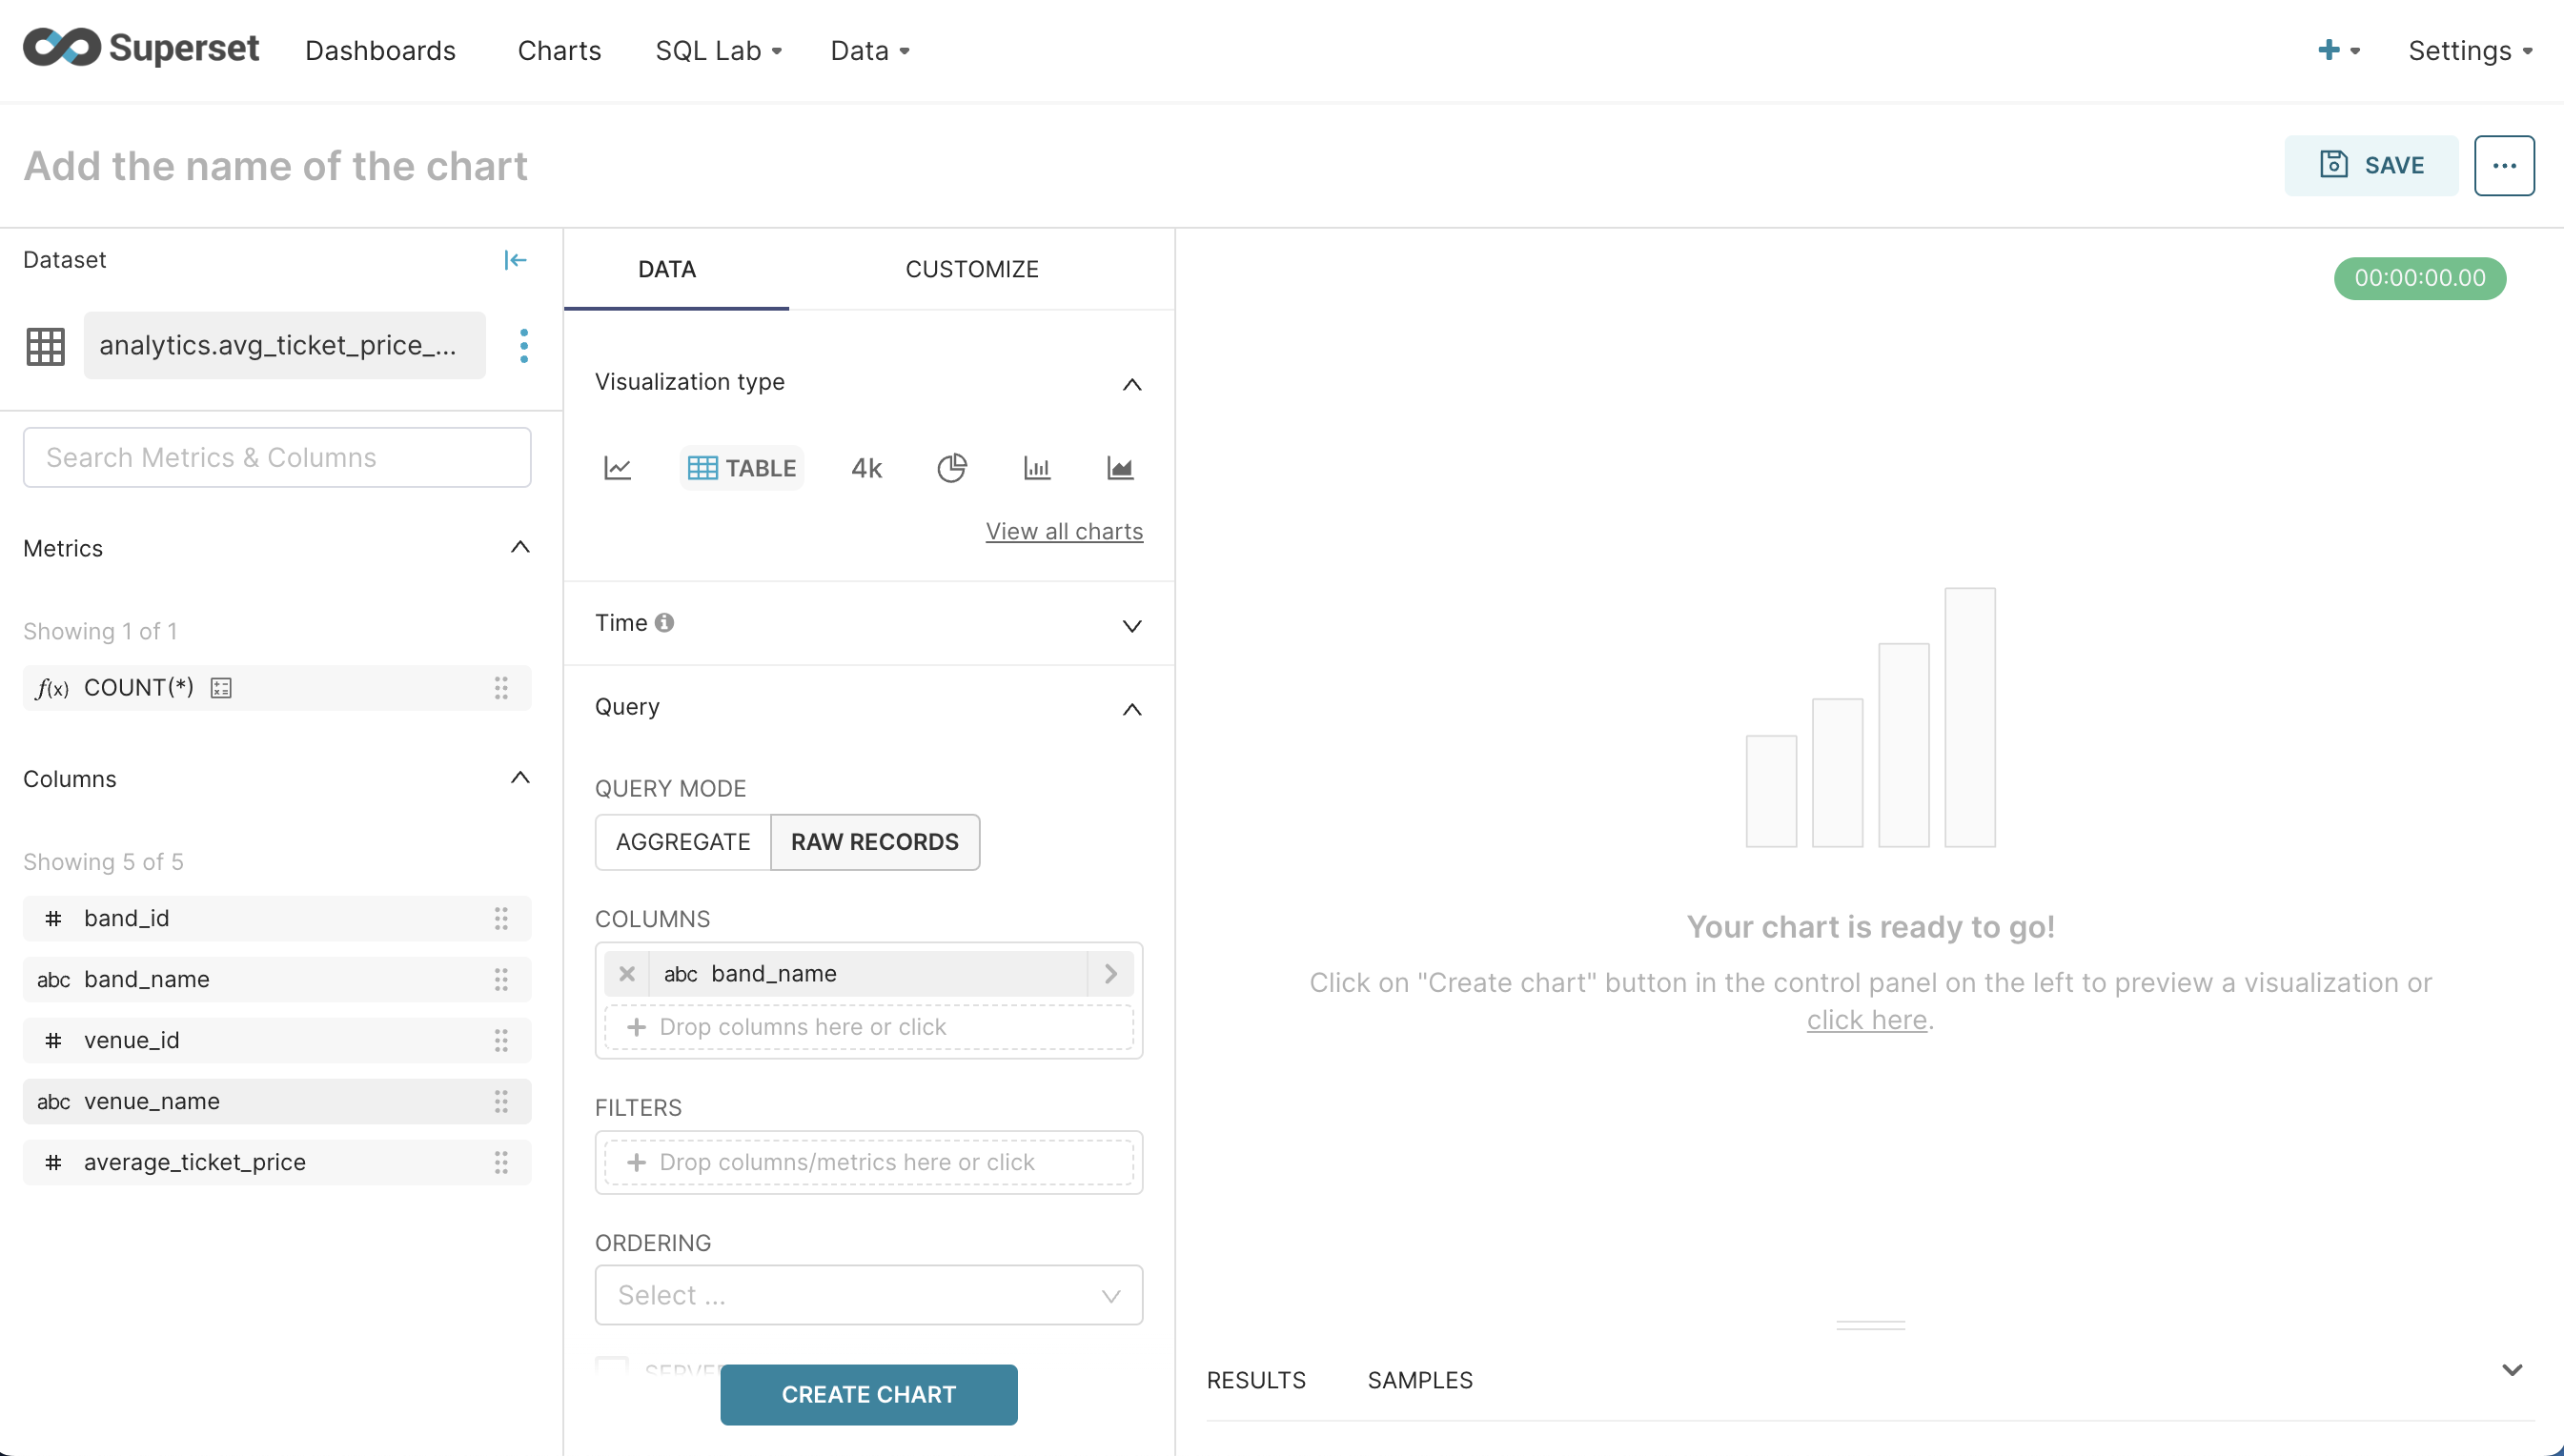 Superset Dashboards Charts SQL Lab Data + Settings
Add the name of the chart
SAVE
Dataset
analytics.avg_ticket_price_...
Search Metrics & Columns
Metrics
Showing 1 of 1
f(x) COUNT(*)
Columns
Showing 5 of 5
# band_id
abc band_name
# venue_id
abc venue_name
# average_ticket_price
DATA CUSTOMIZE
Visualization type
TABLE 4k
View all charts
Time
Query
QUERY MODE
AGGREGATE RAW RECORDS
COLUMNS
abc band_name
+ Drop columns here or click
FILTERS
+ Drop columns/metrics here or click
ORDERING
Select ...
CREATE CHART
00:00:00.00
Your chart is ready to go!
Click on "Create chart" button in the control panel on the left to preview a visualization or
click here.
RESULTS SAMPLES